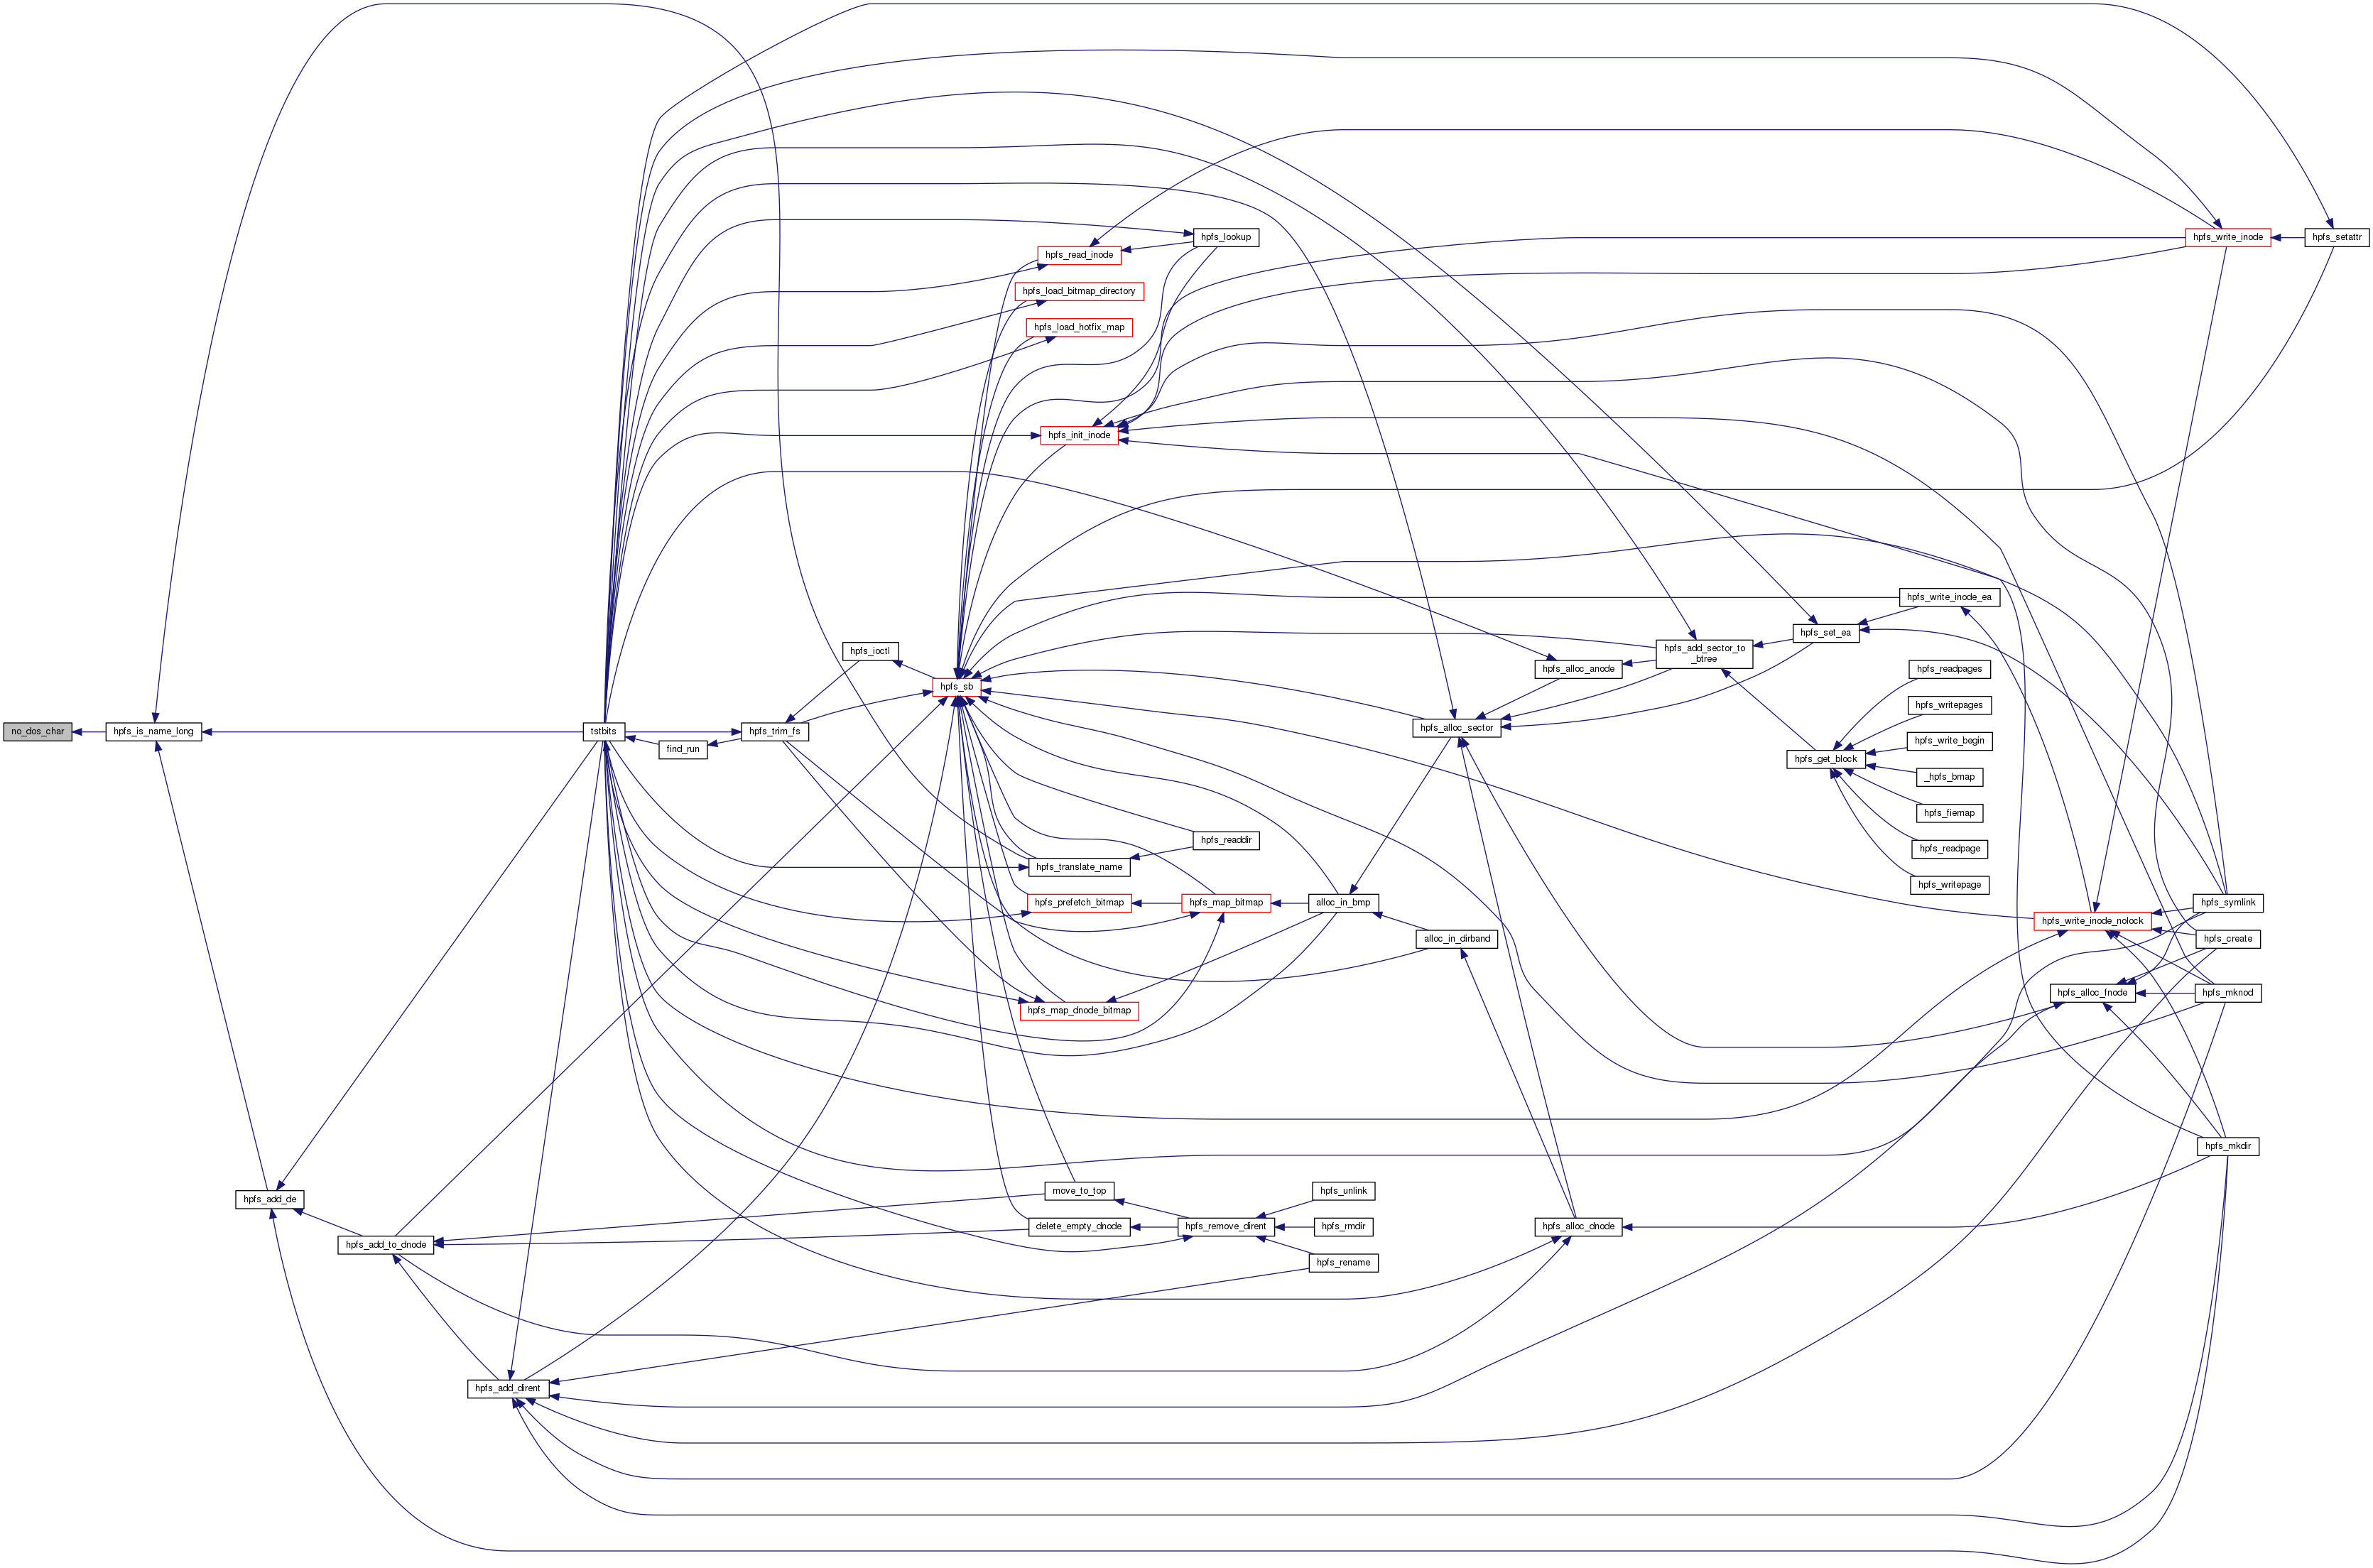 no_dos_char
hpfs_is_name_long
hpfs_add_de
hpfs_add_to_dnode
hpfs_add_dirent
tstbits
find_run
hpfs_trim_fs
hpfs_ioctl
hpfs_sb
hpfs_read_inode
hpfs_load_bitmap_directory
hpfs_load_hotfix_map
hpfs_init_inode
hpfs_translate_name
hpfs_prefetch_bitmap
hpfs_map_dnode_bitmap
move_to_top
delete_empty_dnode
hpfs_lookup
hpfs_readdir
hpfs_map_bitmap
hpfs_remove_dirent
alloc_in_bmp
hpfs_unlink
hpfs_rmdir
hpfs_rename
hpfs_alloc_sector
alloc_in_dirband
hpfs_alloc_anode
hpfs_alloc_dnode
hpfs_add_sector_to
_btree
hpfs_set_ea
hpfs_get_block
hpfs_write_inode_ea
hpfs_readpages
hpfs_writepages
hpfs_write_begin
_hpfs_bmap
hpfs_fiemap
hpfs_readpage
hpfs_writepage
hpfs_write_inode_nolock
hpfs_alloc_fnode
hpfs_write_inode
hpfs_setattr
hpfs_symlink
hpfs_create
hpfs_mknod
hpfs_mkdir